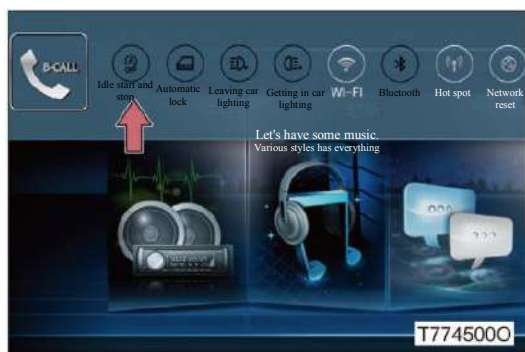 B-CALL
Idle start and
stop
Automatic
lock
Leaving car
lighting
Getting in car
lighting
WI-FI
Bluetooth
Hot spot
Network
reset
Let's have some music.
Various styles has everything
T774500O